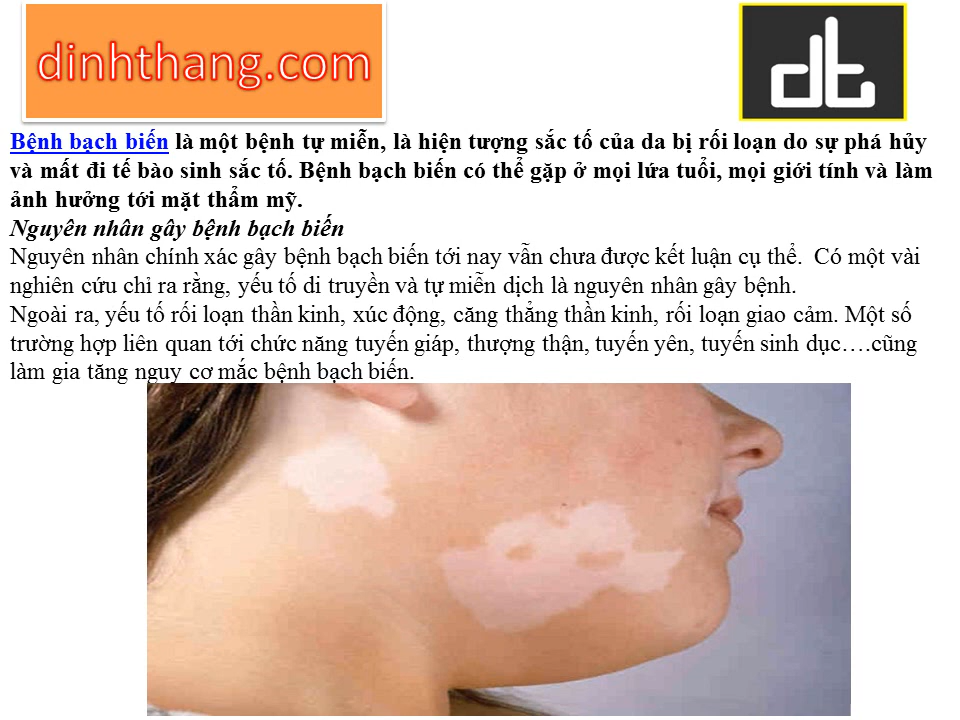 dinhthang.com
dt
Bệnh bạch biến là một bệnh tự miễn, là hiện tượng sắc tố của da bị rối loạn do sự phá hủy
và mất đi tế bào sinh sắc tố. Bệnh bạch biến có thể gặp ở mọi lứa tuổi, mọi giới tính và làm
ảnh hưởng tới mặt thẩm mỹ.
Nguyên nhân gây bệnh bạch biến
Nguyên nhân chính xác gây bệnh bạch biến tới nay vẫn chưa được kết luận cụ thể.  Có một vài
nghiên cứu chỉ ra rằng, yếu tố di truyền và tự miễn dịch là nguyên nhân gây bệnh.
Ngoài ra, yếu tố rối loạn thần kinh, xúc động, căng thẳng thần kinh, rối loạn giao cảm. Một số
trường hợp liên quan tới chức năng tuyến giáp, thượng thận, tuyến yên, tuyến sinh dục….cũng
làm gia tăng nguy cơ mắc bệnh bạch biến.